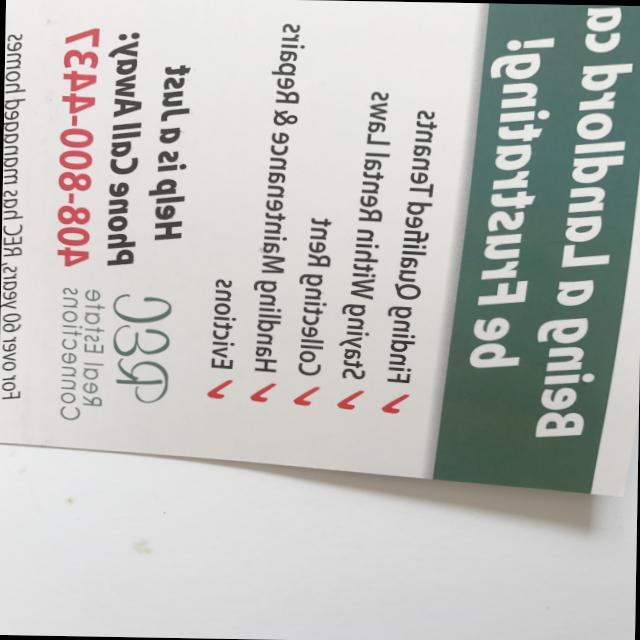 Being a Landlord ca
be Frustrating!
Finding Qualified Tenants
Staying Within Rental Laws
Collecting Rent
Handling Maintenance & Repairs
Evictions
Help is a Just
Phone Call Away:
408-800-4437
REC
Real Estate
Connections
For over 60 years, REC has managed homes